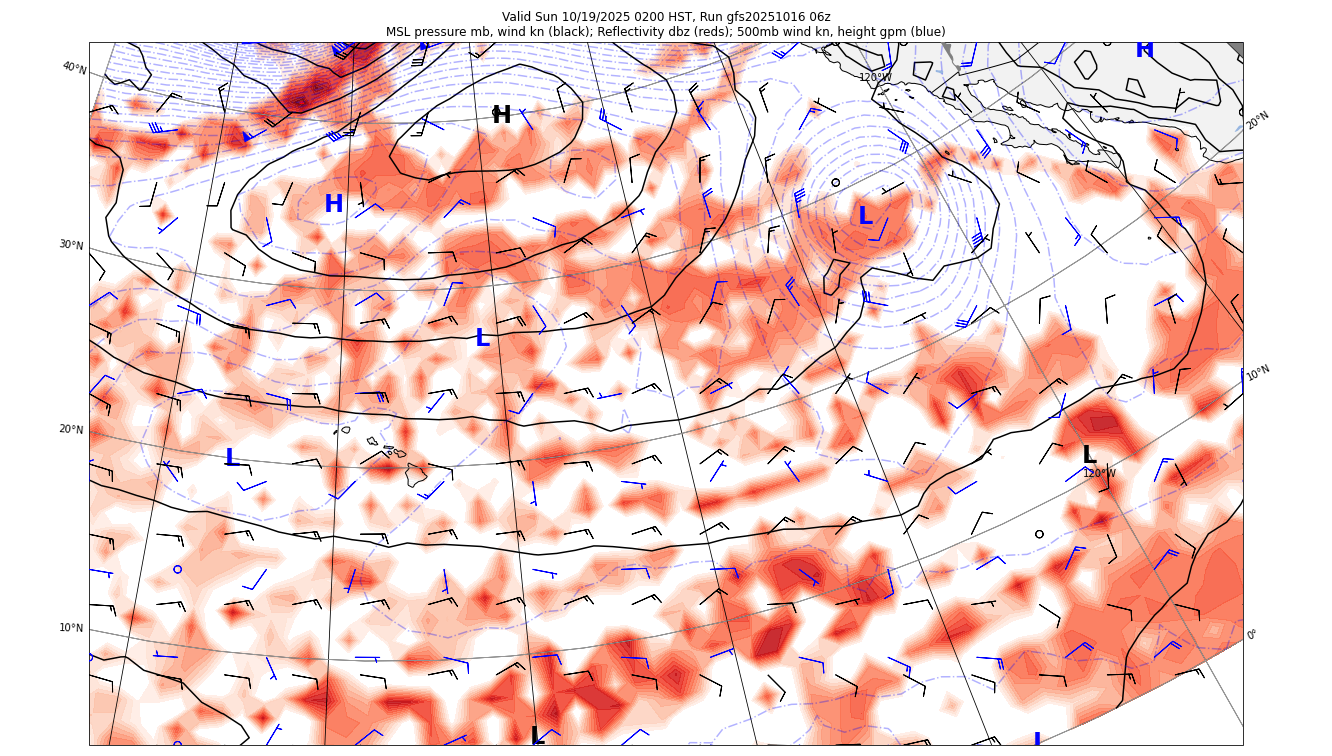 Valid Sun 10/19/2025 0200 HST, Run gfs20251016 06z
MSL pressure mb, wind kn (black); Reflectivity dbz (reds); 500mb wind kn, height gpm (blue)
H
40°N
120°W
H
20°N
H
L
30°N
L
10°N
20°N
L
L
120°W
10°N
0°
L
L